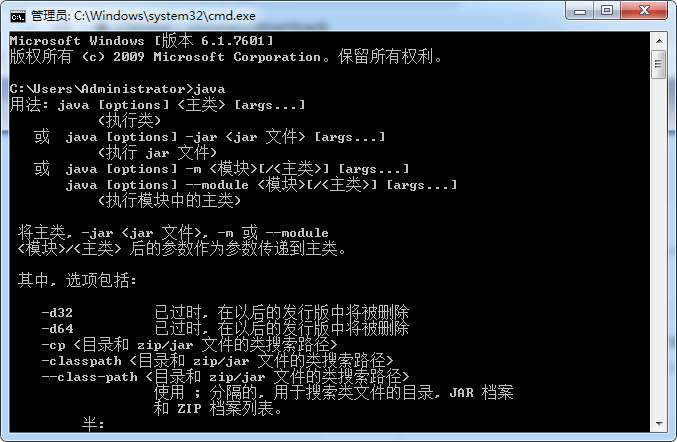 管理员: C:\Windows\system32\cmd.exe
Microsoft Windows [版本 6.1.7601]
版权所有 (c) 2009 Microsoft Corporation。保留所有权利。
C:\Users\Administrator>java
用法: java [options] <主类> [args...]
(执行类)
或 java [options] -jar <jar 文件> [args...]
(执行 jar 文件)
或 java [options] -m <模块>[/<主类>] [args...]
java [options] --module <模块>[/<主类>] [args...]
(执行模块中的主类)
将主类, -jar <jar 文件>, -m 或 --module
<模块>/<主类> 后的参数作为参数传递到主类。
其中, 选项包括:
-d32 已过时, 在以后的发行版中将被删除
-d64 已过时, 在以后的发行版中将被删除
-cp <目录和 zip/jar 文件的类搜索路径>
-classpath <目录和 zip/jar 文件的类搜索路径>
--class-path <目录和 zip/jar 文件的类搜索路径>
使用 ; 分隔的, 用于搜索类文件的目录, JAR 档案
和 ZIP 档案列表。
半: